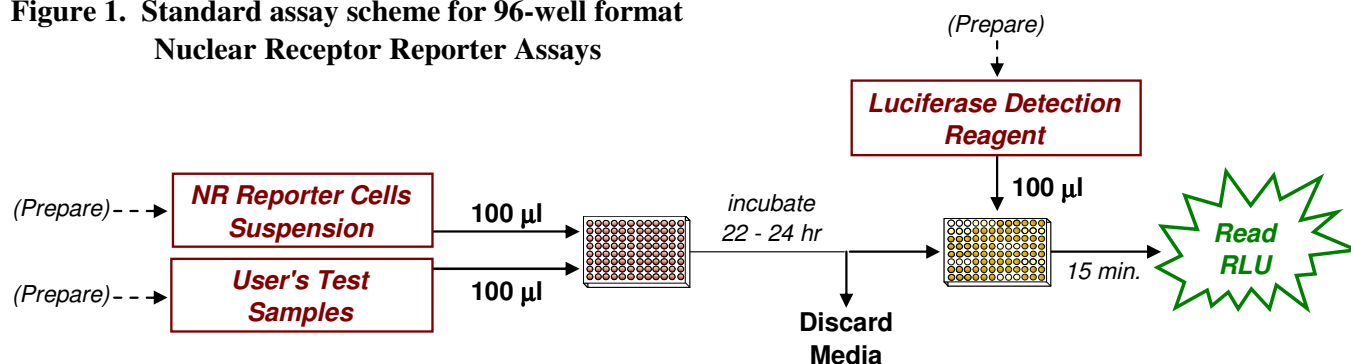 Figure 1. Standard assay scheme for 96-well format
Nuclear Receptor Reporter Assays
(Prepare)
Luciferase Detection
Reagent
100 μl
(Prepare)
NR Reporter Cells
Suspension
100 μl
(Prepare)
User's Test
Samples
100 μl
incubate
22 - 24 hr
Discard
Media
15 min.
Read
RLU